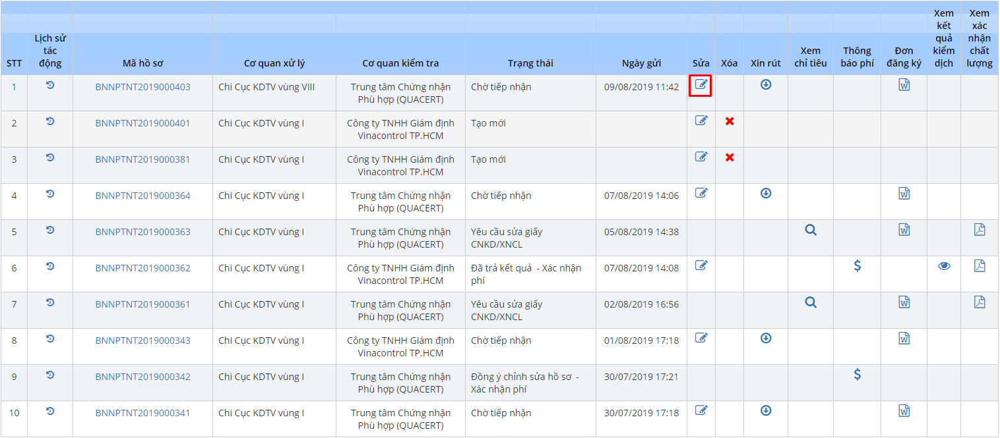 STT
Lịch sử
tác
động
Mã hồ sơ
Cơ quan xử lý
Cơ quan kiểm tra
Trạng thái
Ngày gửi
Sửa
Xóa
Xin rút
Xem
chỉ tiêu
Thông
báo phí
Đơn
đăng ký
Xem
kết
quả
kiểm
dịch
Xem
xác
nhận
chất
lượng
1 BNNPTNT2019000403 Chi Cục KDTV vùng VIII Trung tâm Chứng nhận Chờ tiếp nhận 09/08/2019 11:42
Phù hợp (QUACERT)
2 BNNPTNT2019000401 Chi Cục KDTV vùng I Công ty TNHH Giám định Tạo mới
Vinacontrol TP.HCM
3 BNNPTNT2019000381 Chi Cục KDTV vùng I Công ty TNHH Giám định Tạo mới
Vinacontrol TP.HCM
4 BNNPTNT2019000364 Chi Cục KDTV vùng I Trung tâm Chứng nhận Chờ tiếp nhận 07/08/2019 14:06
Phù hợp (QUACERT)
5 BNNPTNT2019000363 Chi Cục KDTV vùng I Trung tâm Chứng nhận Yêu cầu sửa giấy 05/08/2019 14:38
Phù hợp (QUACERT) CNKD/XNCL
6 BNNPTNT2019000362 Chi Cục KDTV vùng I Công ty TNHH Giám định Đã trả kết quả - Xác nhận 07/08/2019 14:08
Vinacontrol TP.HCM phí
7 BNNPTNT2019000361 Chi Cục KDTV vùng I Trung tâm Chứng nhận Yêu cầu sửa giấy 02/08/2019 16:56
Phù hợp (QUACERT) CNKD/XNCL
8 BNNPTNT2019000343 Chi Cục KDTV vùng I Công ty TNHH Giám định Chờ tiếp nhận 01/08/2019 17:18
Vinacontrol TP.HCM
9 BNNPTNT2019000342 Chi Cục KDTV vùng I Trung tâm Chứng nhận Đồng ý chỉnh sửa hồ sơ - 30/07/2019 17:21
Phù hợp (QUACERT) Xác nhận phí
10 BNNPTNT2019000341 Chi Cục KDTV vùng I Trung tâm Chứng nhận Chờ tiếp nhận 30/07/2019 17:18
Phù hợp (QUACERT)